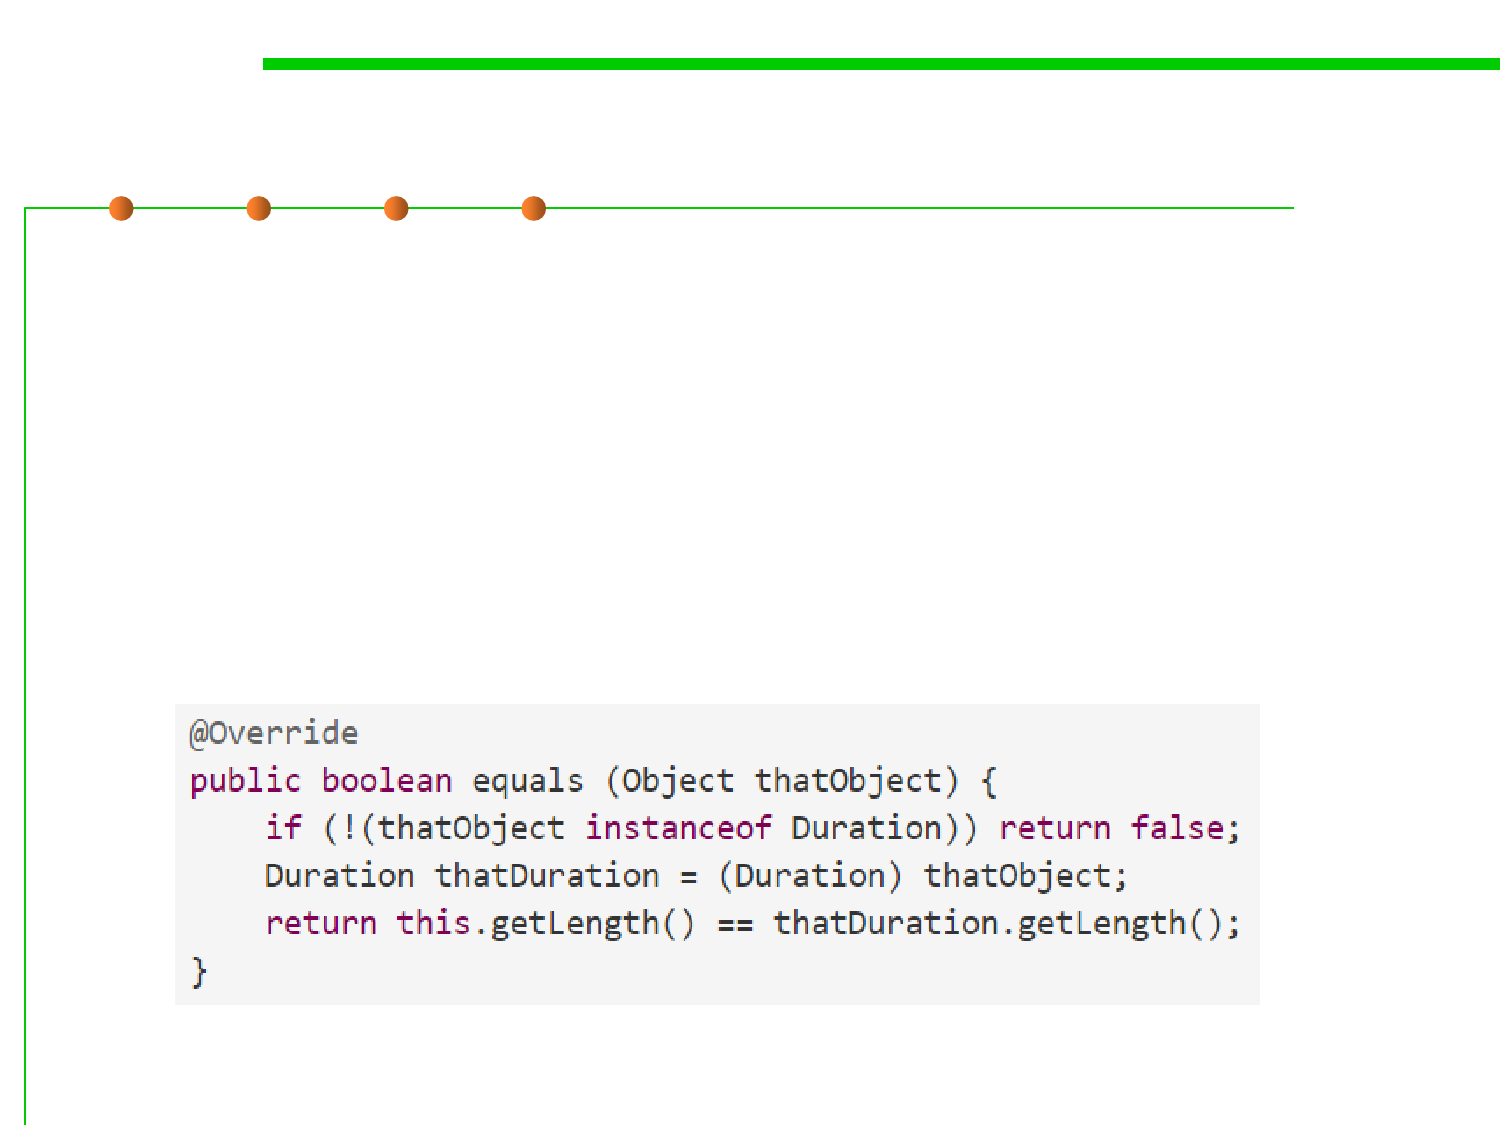 @Override
public boolean equals (Object thatObject) {
    if (!(thatObject instanceof Duration)) return false;
    Duration thatDuration = (Duration) thatObject;
    return this.getLength() == thatDuration.getLength();
}